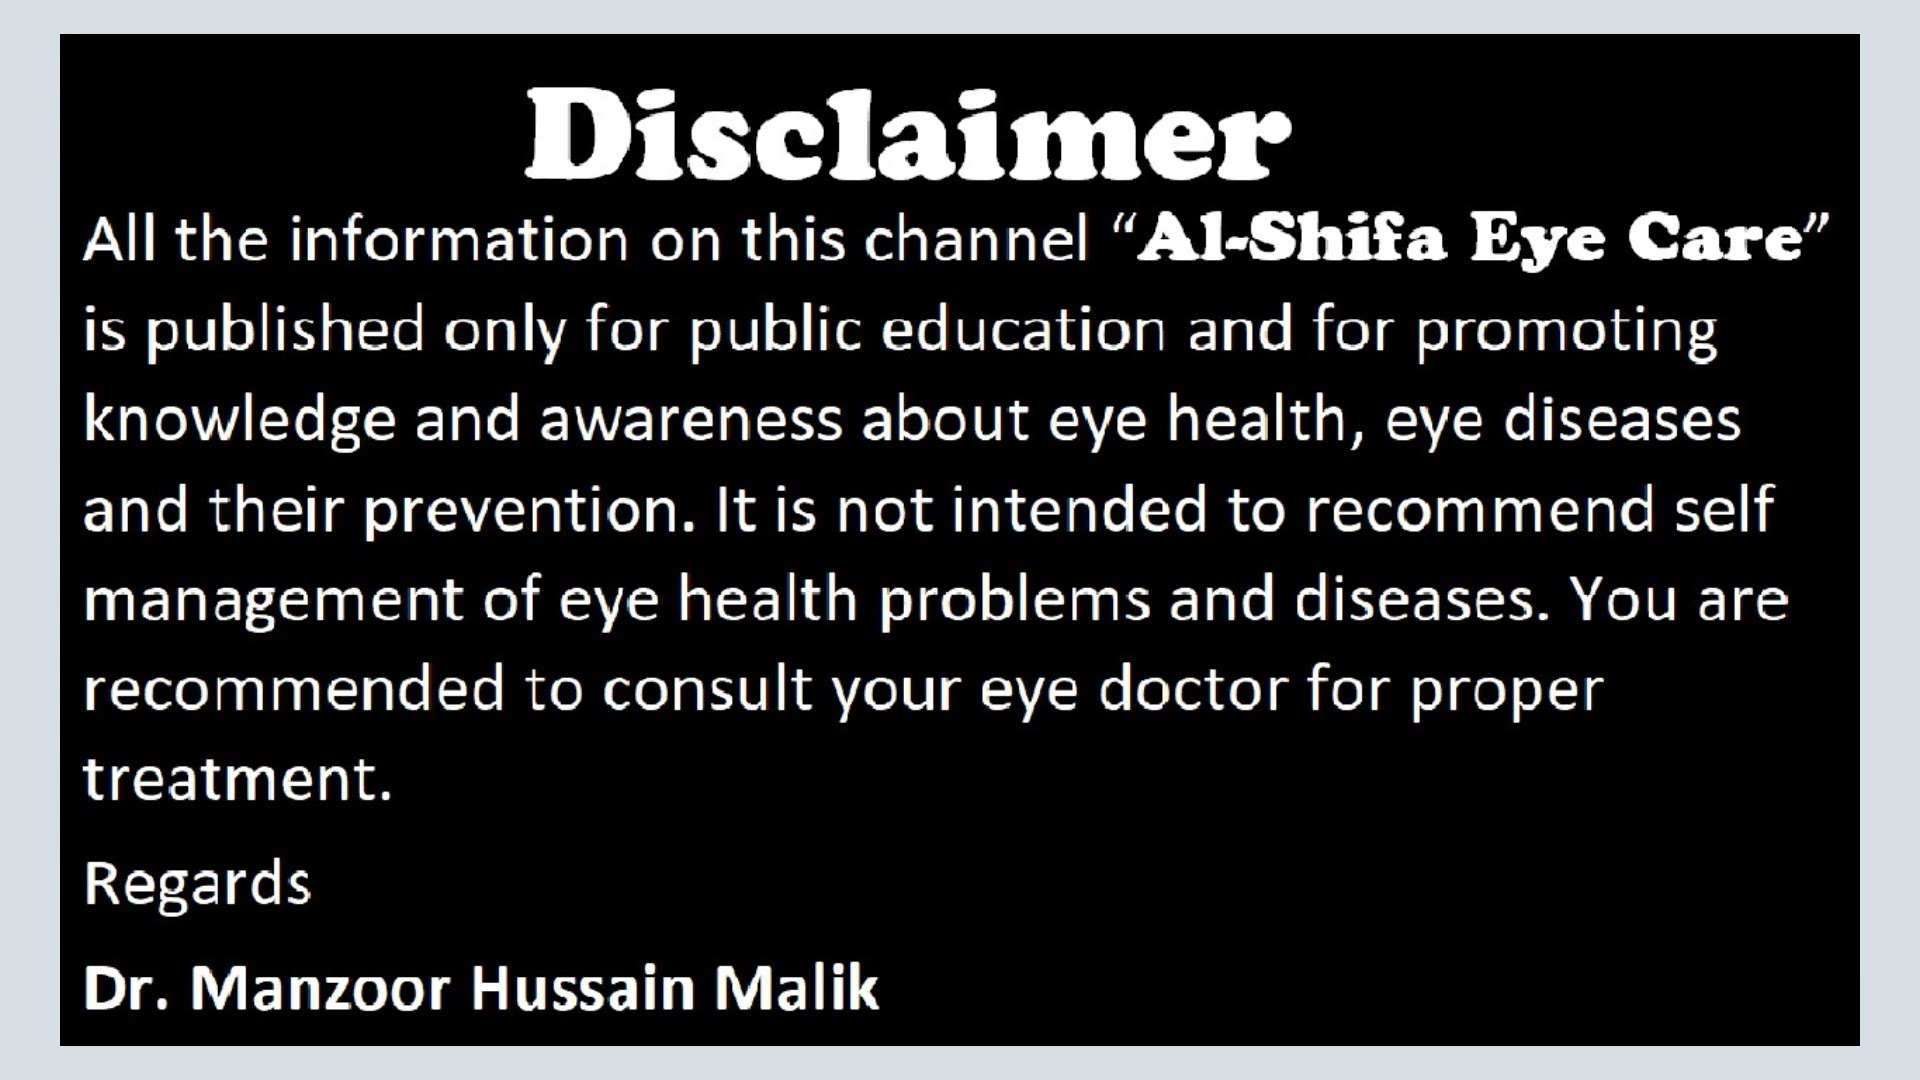 Disclaimer
All the information on this channel “Al-Shifa Eye Care”
is published only for public education and for promoting
knowledge and awareness about eye health, eye diseases
and their prevention. It is not intended to recommend self
management of eye health problems and diseases. You are
recommended to consult your eye doctor for proper
treatment.
Regards
Dr. Manzoor Hussain Malik